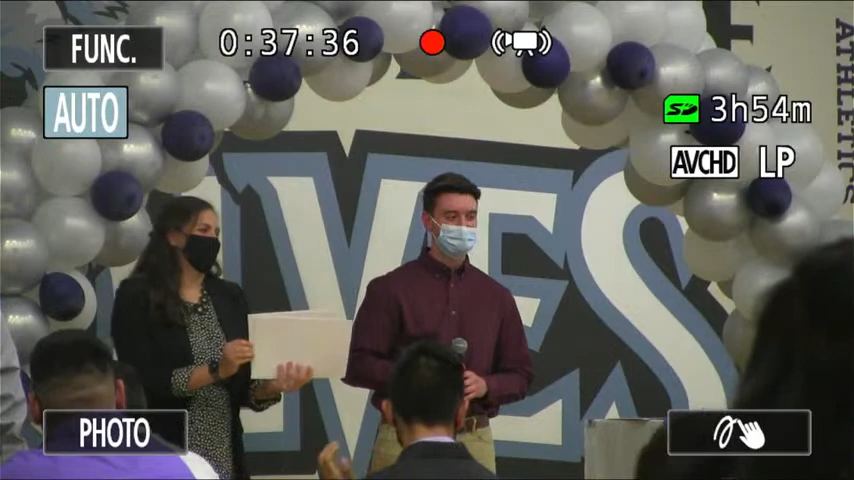 FUNC.
0:37:36
AUTO
3h54m
AVCHD LP
VES
ATHLETICS
PHOTO